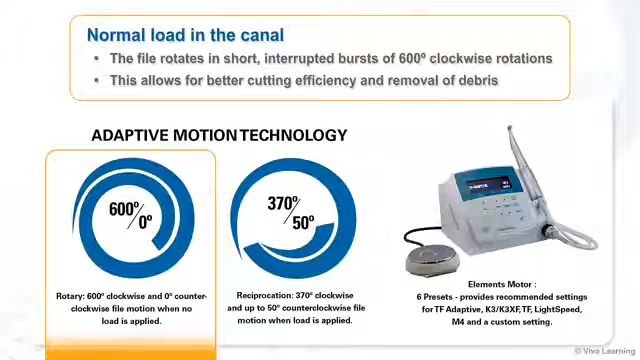 Normal load in the canal
• The file rotates in short, interrupted bursts of 600º clockwise rotations
• This allows for better cutting efficiency and removal of debris
ADAPTIVE MOTION TECHNOLOGY
600º/0º
370º/50º
Rotary: 600º clockwise and 0º counter-
clockwise file motion when no
load is applied.
Reciprocation: 370º clockwise
and up to 50º counterclockwise file
motion when load is applied.
Elements Motor :
6 Presets - provides recommended settings
for TF Adaptive, K3/K3XF, TF, LightSpeed,
M4 and a custom setting.
© Viva Learning